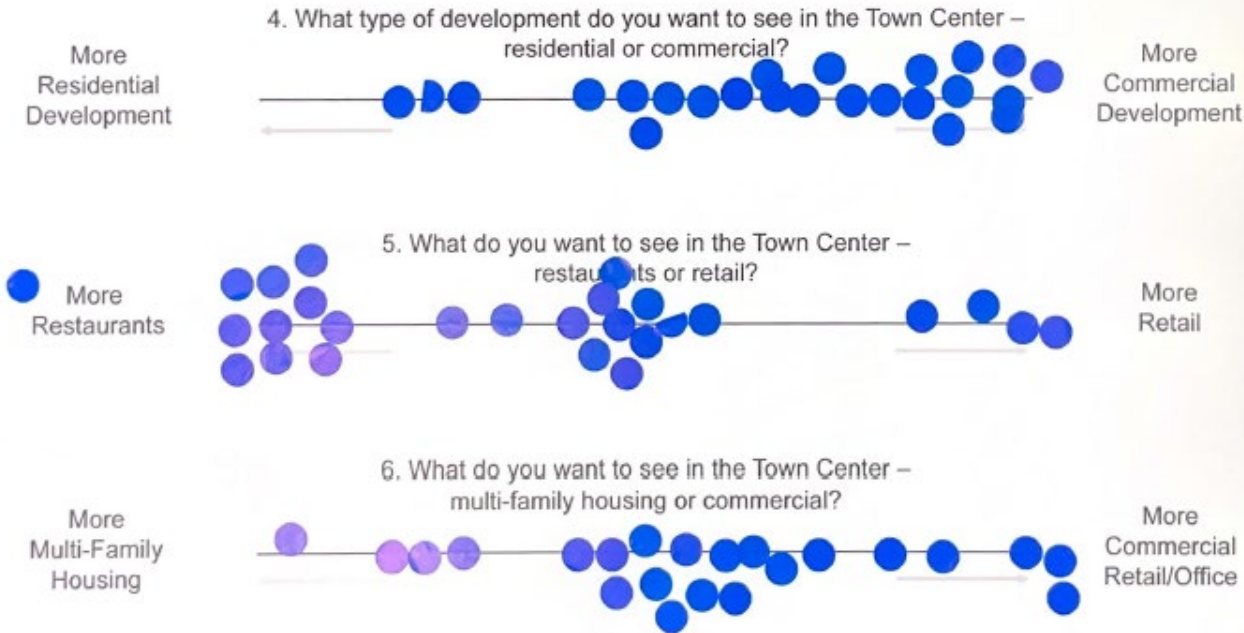 4. What type of development do you want to see in the Town Center –
residential or commercial?
More
Residential
Development
More
Commercial
Development
5. What do you want to see in the Town Center –
restaurants or retail?
More
Restaurants
More
Retail
6. What do you want to see in the Town Center –
multi-family housing or commercial?
More
Multi-Family
Housing
More
Commercial
Retail/Office